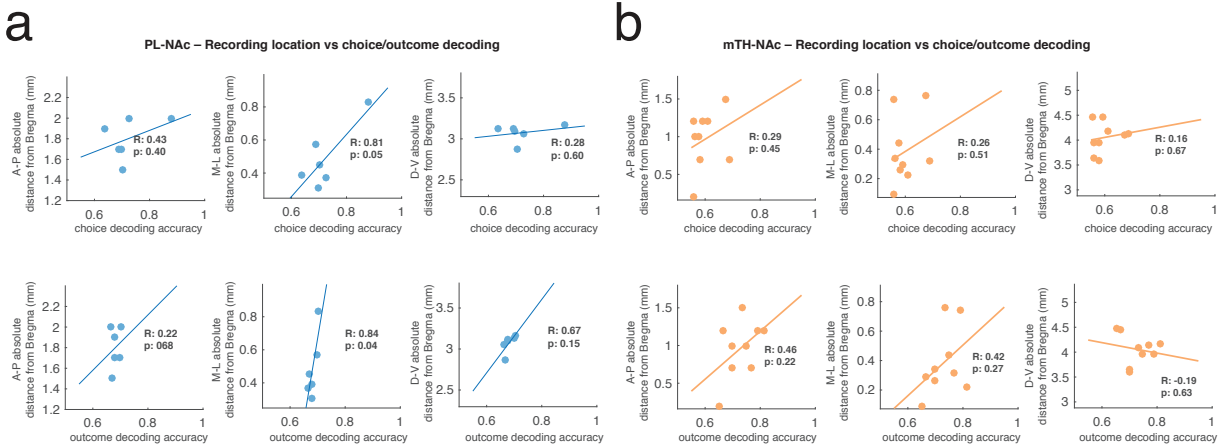 a
PL-NAc – Recording location vs choice/outcome decoding
A-P absolute
distance from Bregma (mm)
2.2
2
1.8
1.6
1.4
1.2
R: 0.43
p: 0.40
0.6
0.8
1
choice decoding accuracy
M-L absolute
distance from Bregma (mm)
0.8
0.6
0.4
R: 0.81
p: 0.05
0.6
0.8
1
choice decoding accuracy
D-V absolute
distance from Bregma (mm)
3.5
3.0
2.5
R: 0.28
p: 0.60
0.6
0.8
1
choice decoding accuracy
A-P absolute
distance from Bregma (mm)
2.2
2
1.8
1.6
1.4
1.2
R: 0.22
p: 068
0.6
0.8
1
outcome decoding accuracy
M-L absolute
distance from Bregma (mm)
0.8
0.6
0.4
R: 0.84
p: 0.04
0.6
0.8
1
outcome decoding accuracy
D-V absolute
distance from Bregma (mm)
3.5
3.0
2.5
R: 0.67
p: 0.15
0.6
0.8
1
outcome decoding accuracy
b
mTH-NAc – Recording location vs choice/outcome decoding
A-P absolute
distance from Bregma (mm)
1.5
1
0.5
R: 0.29
p: 0.45
0.6
0.8
1
choice decoding accuracy
M-L absolute
distance from Bregma (mm)
0.8
0.6
0.4
0.2
R: 0.26
p: 0.51
0.6
0.8
1
choice decoding accuracy
D-V absolute
distance from Bregma (mm)
5
4.5
4
3.5
3
R: 0.16
p: 0.67
0.6
0.8
1
choice decoding accuracy
A-P absolute
distance from Bregma (mm)
1.5
1
0.5
R: 0.46
p: 0.22
0.6
0.8
1
outcome decoding accuracy
M-L absolute
distance from Bregma (mm)
0.8
0.6
0.4
0.2
R: 0.42
p: 0.27
0.6
0.8
1
outcome decoding accuracy
D-V absolute
distance from Bregma (mm)
5
4.5
4
3.5
3
R: -0.19
p: 0.63
0.6
0.8
1
outcome decoding accuracy